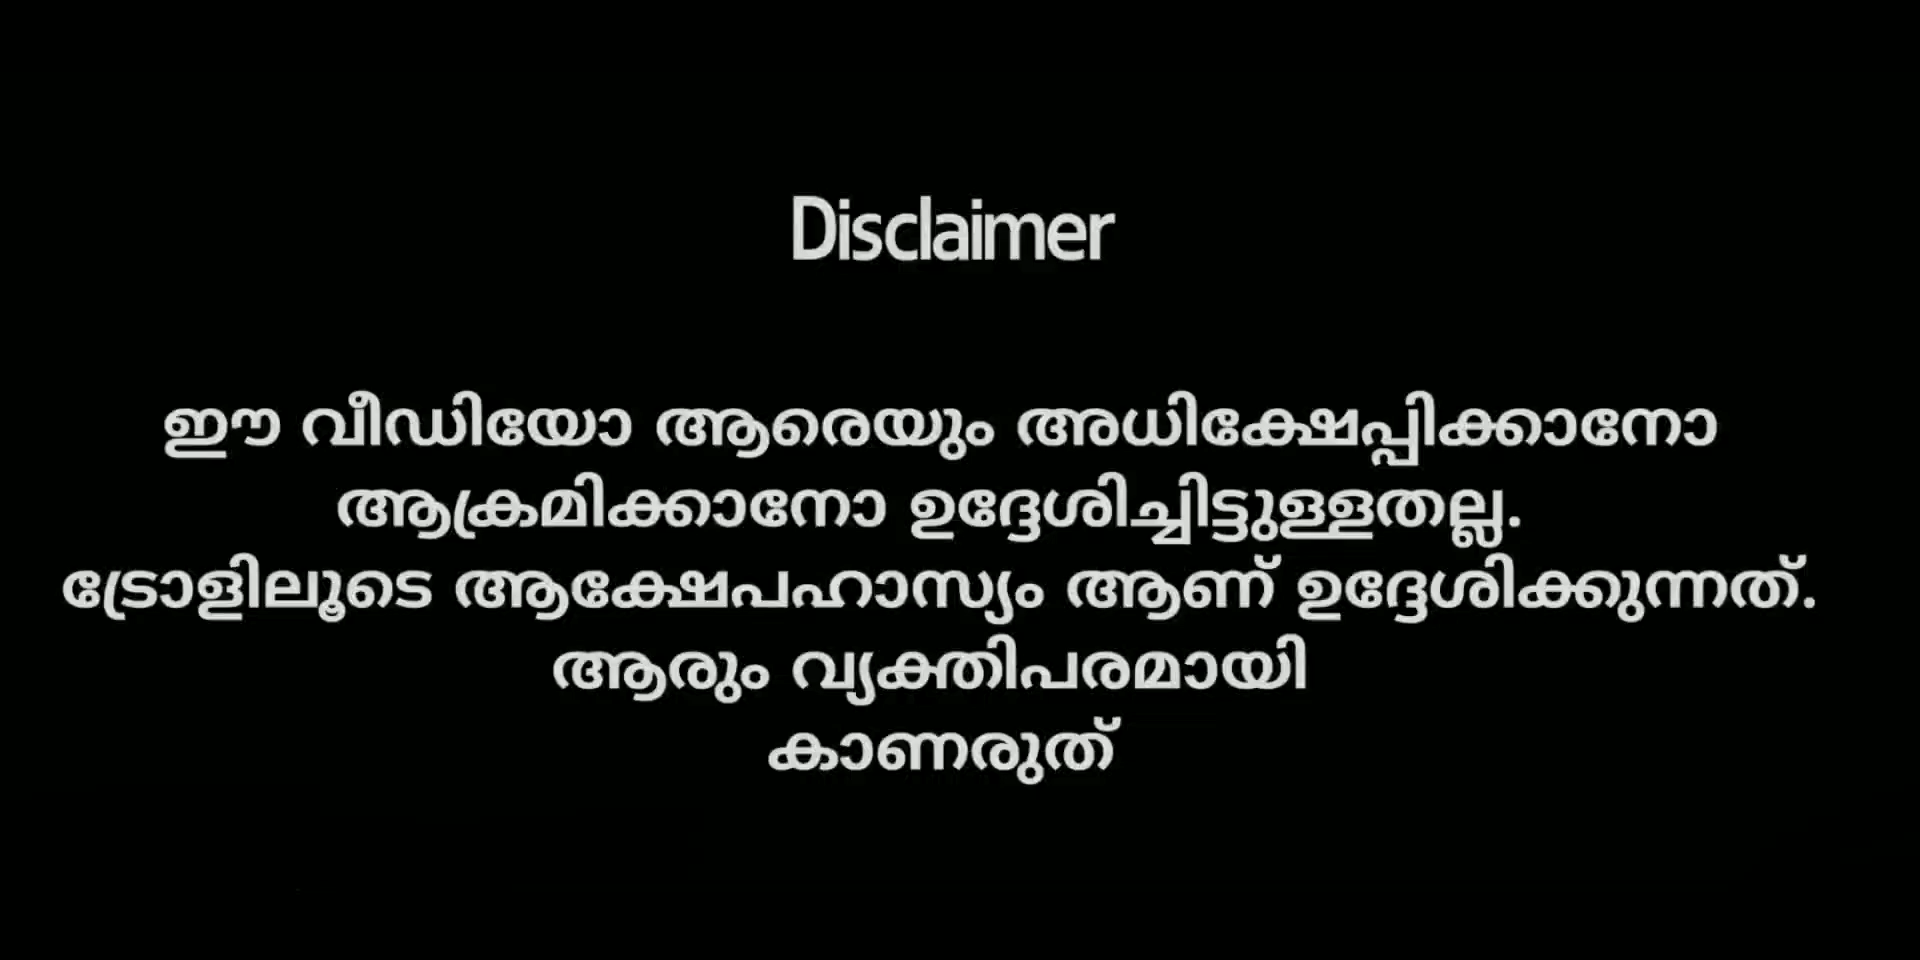 Disclaimer
ഈ വീഡിയോ ആരെയും അധിക്ഷേപ്പിക്കാനോ
ആക്രമിക്കാനോ ഉദ്ദേശിച്ചിട്ടുള്ളതല്ല.
ട്രോളിലൂടെ ആക്ഷേപഹാസ്യം ആണ് ഉദ്ദേശിക്കുന്നത്.
ആരും വ്യക്തിപരമായി
കാണരുത്